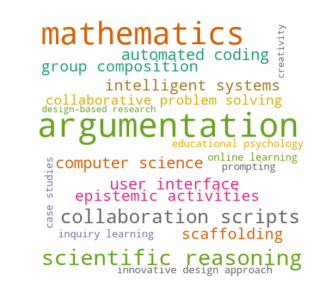 mathematics
creativity
automated coding
group composition
intelligent systems
collaborative problem solving
design-based research
argumentation
educational psychology
online learning
computer science
prompting
case studies
user interface
epistemic activities
collaboration scripts
inquiry learning
scaffolding
scientific reasoning
innovative design approach